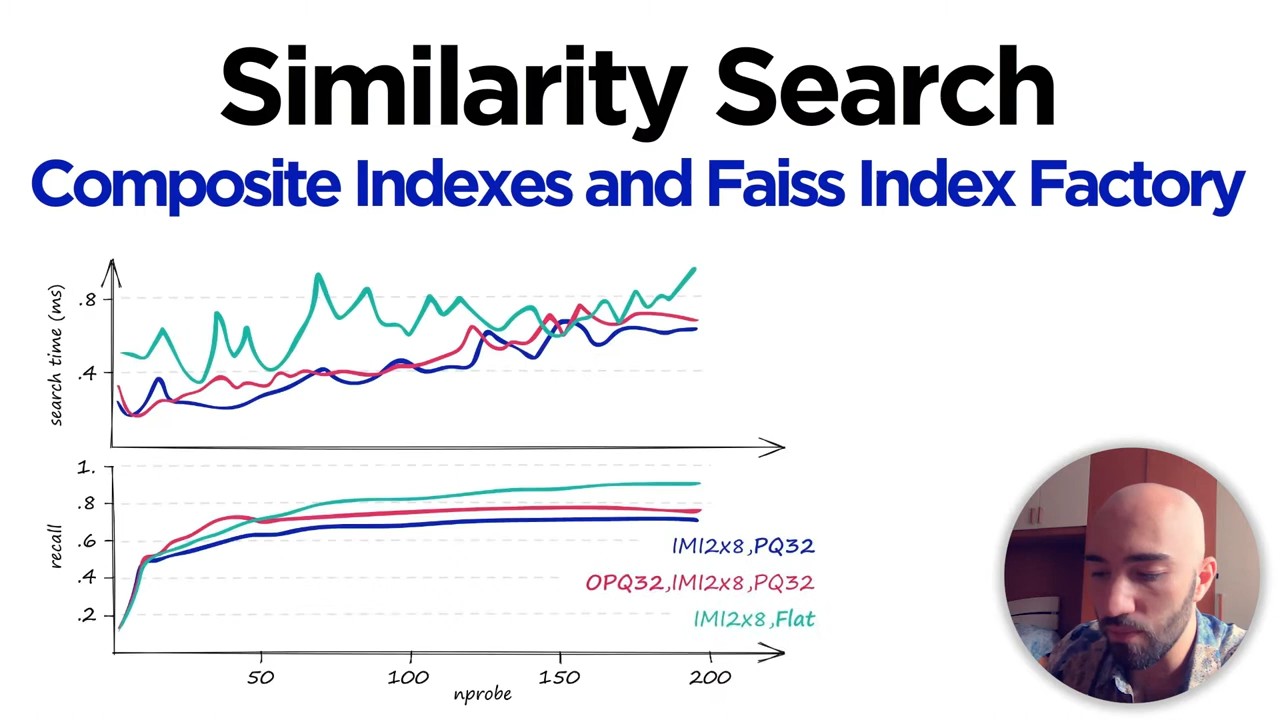 Similarity Search
Composite Indexes and Faiss Index Factory
search time (ms)
.8
.4
recall
1.
.8
.6
.4
.2
IMI2x8,PQ32
OPQ32,IMI2x8,PQ32
IMI2x8,Flat
50 100 150 200
nprobe